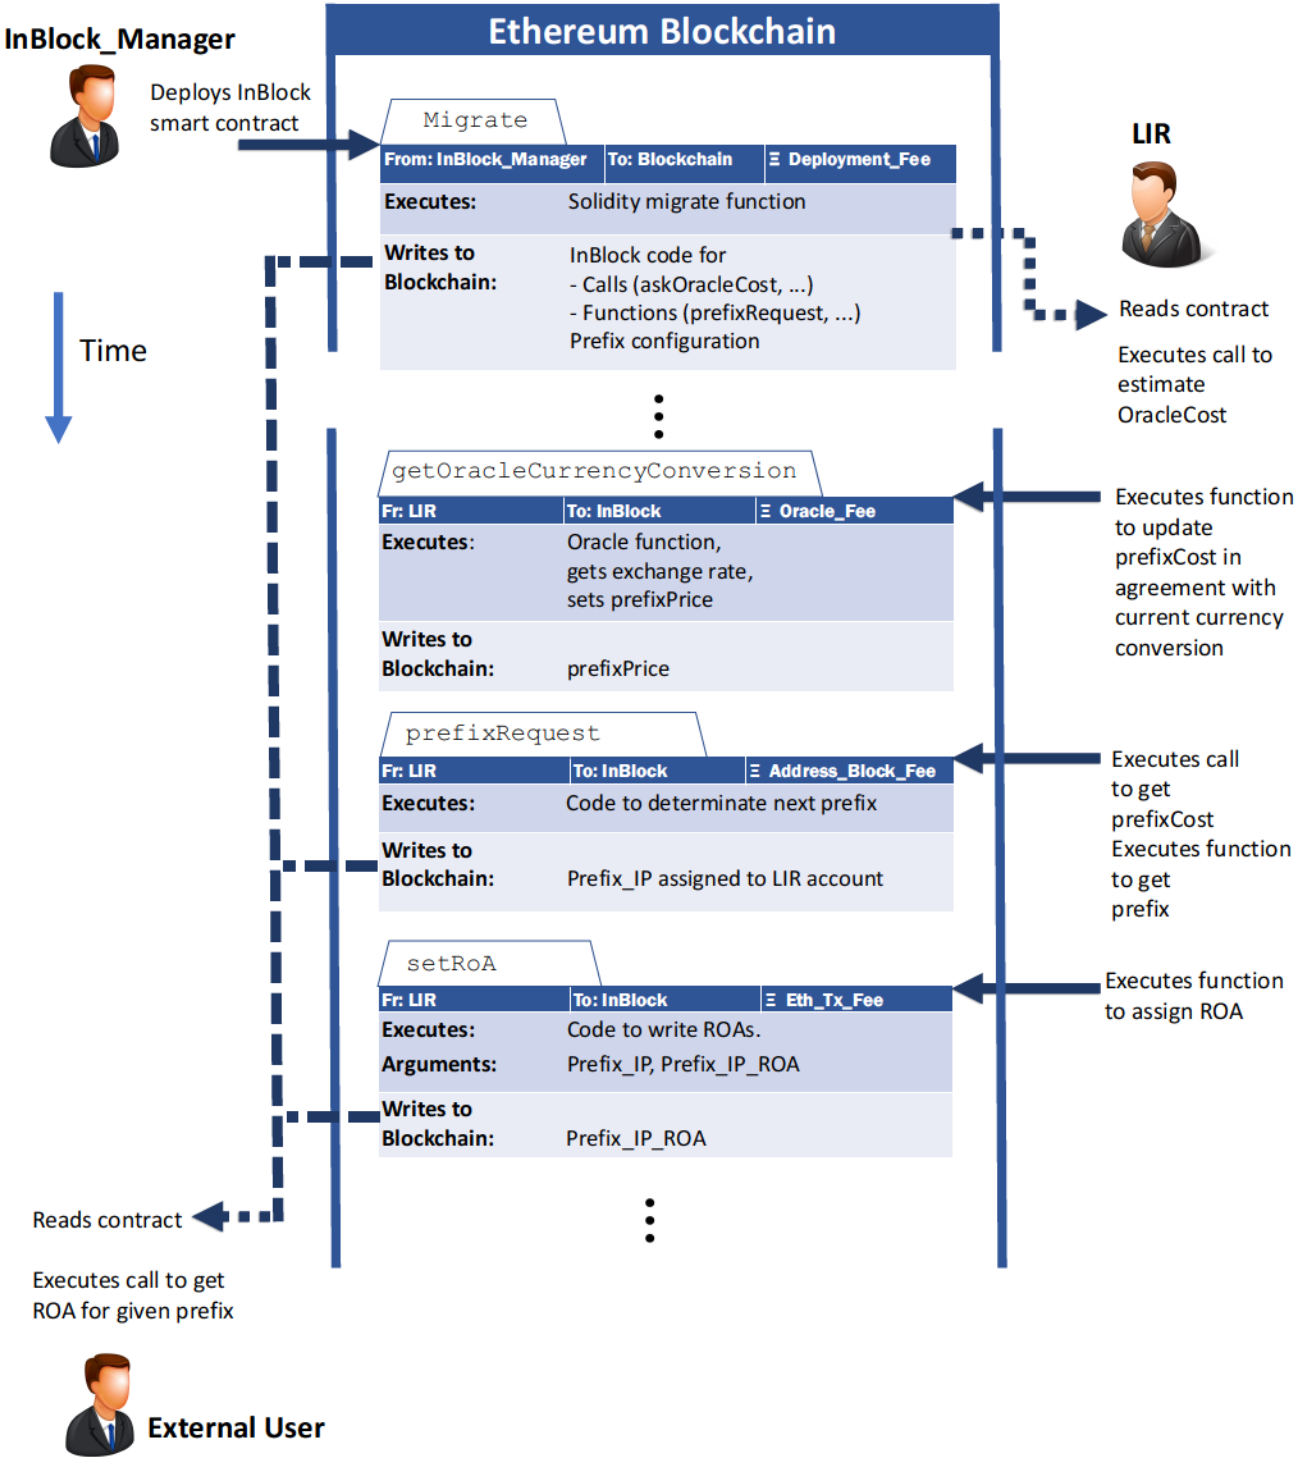 Ethereum Blockchain
InBlock_Manager
Deploys InBlock
smart contract
LIR
Migrate
From: InBlock_Manager To: Blockchain Ξ Deployment_Fee
Executes: Solidity migrate function
Writes to
Blockchain:
InBlock code for
- Calls (askOracleCost, ...)
- Functions (prefixRequest, ...)
Prefix configuration
Time
Reads contract
Executes call to
estimate
OracleCost
getOracleCurrencyConversion
Fr: LIR To: InBlock Ξ Oracle_Fee
Executes: Oracle function,
gets exchange rate,
sets prefixPrice
Writes to
Blockchain: prefixPrice
Executes function
to update
prefixCost in
agreement with
current currency
conversion
prefixRequest
Fr: LIR To: InBlock Ξ Address_Block_Fee
Executes: Code to determinate next prefix
Writes to
Blockchain: Prefix_IP assigned to LIR account
Executes call
to get
prefixCost
Executes function
to get
prefix
setRoA
Fr: LIR To: InBlock Ξ Eth_Tx_Fee
Executes: Code to write ROAs.
Arguments: Prefix_IP, Prefix_IP_ROA
Writes to
Blockchain: Prefix_IP_ROA
Executes function
to assign ROA
Reads contract
Executes call to get
ROA for given prefix
External User